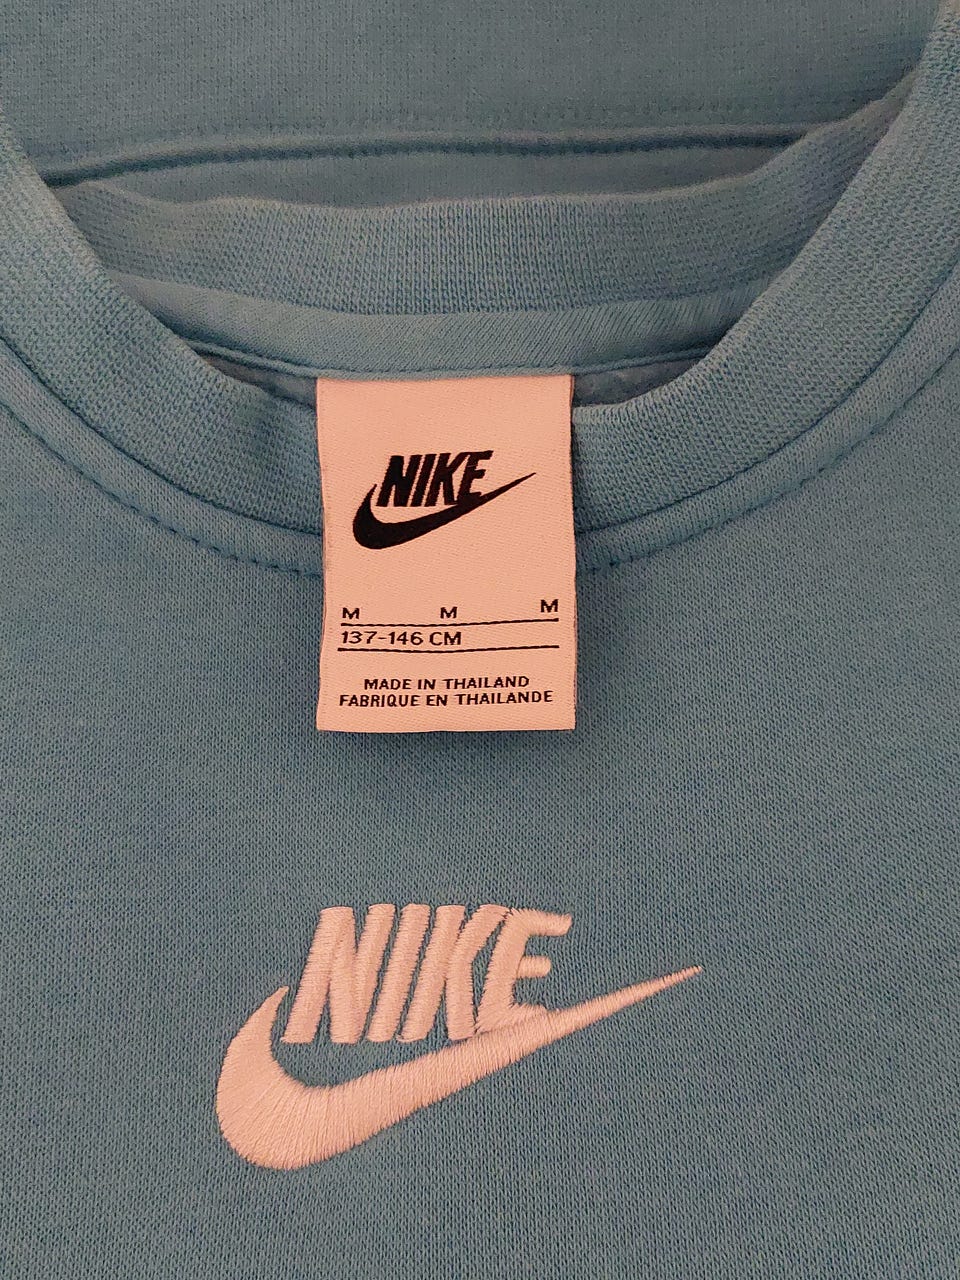 NIKE
M M M
137-146 CM
MADE IN THAILAND
FABRIQUE EN THAILANDE
NIKE